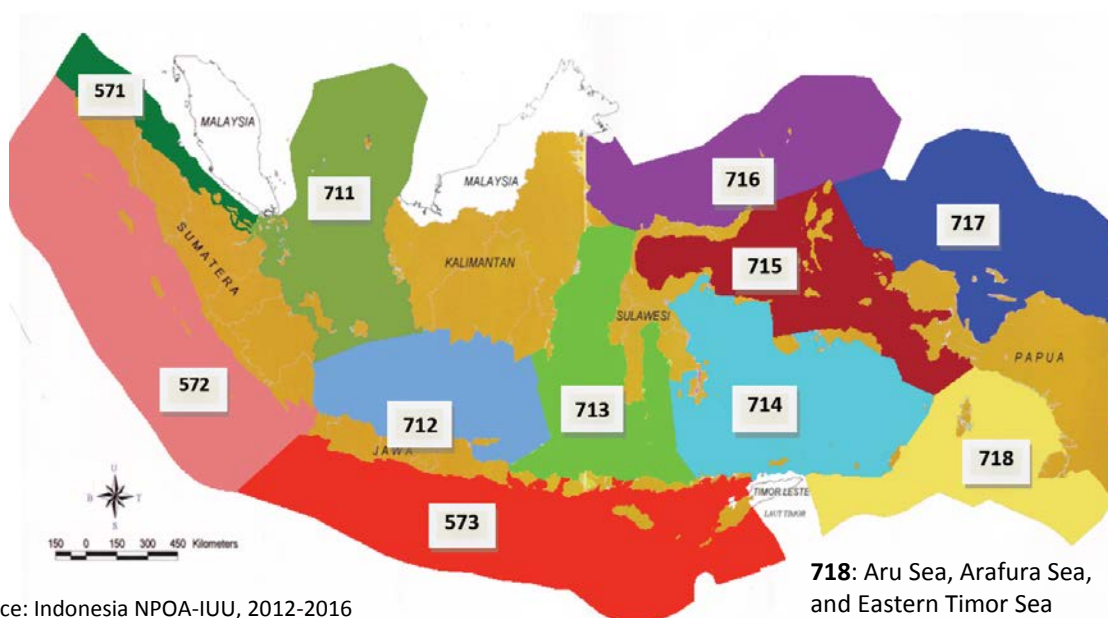 571
MALAYSIA
711
MALAYSIA
716
717
SUMATERA
KALIMANTAN
715
SULAWESI
PAPUA
572
712
713
714
JAWA
718
U
B T
S
TIMOR LESTE
LAUT TIMOR
573
150 0 150 300 450 Kilometers
718: Aru Sea, Arafura Sea,
and Eastern Timor Sea
ce: Indonesia NPOA-IUU, 2012-2016